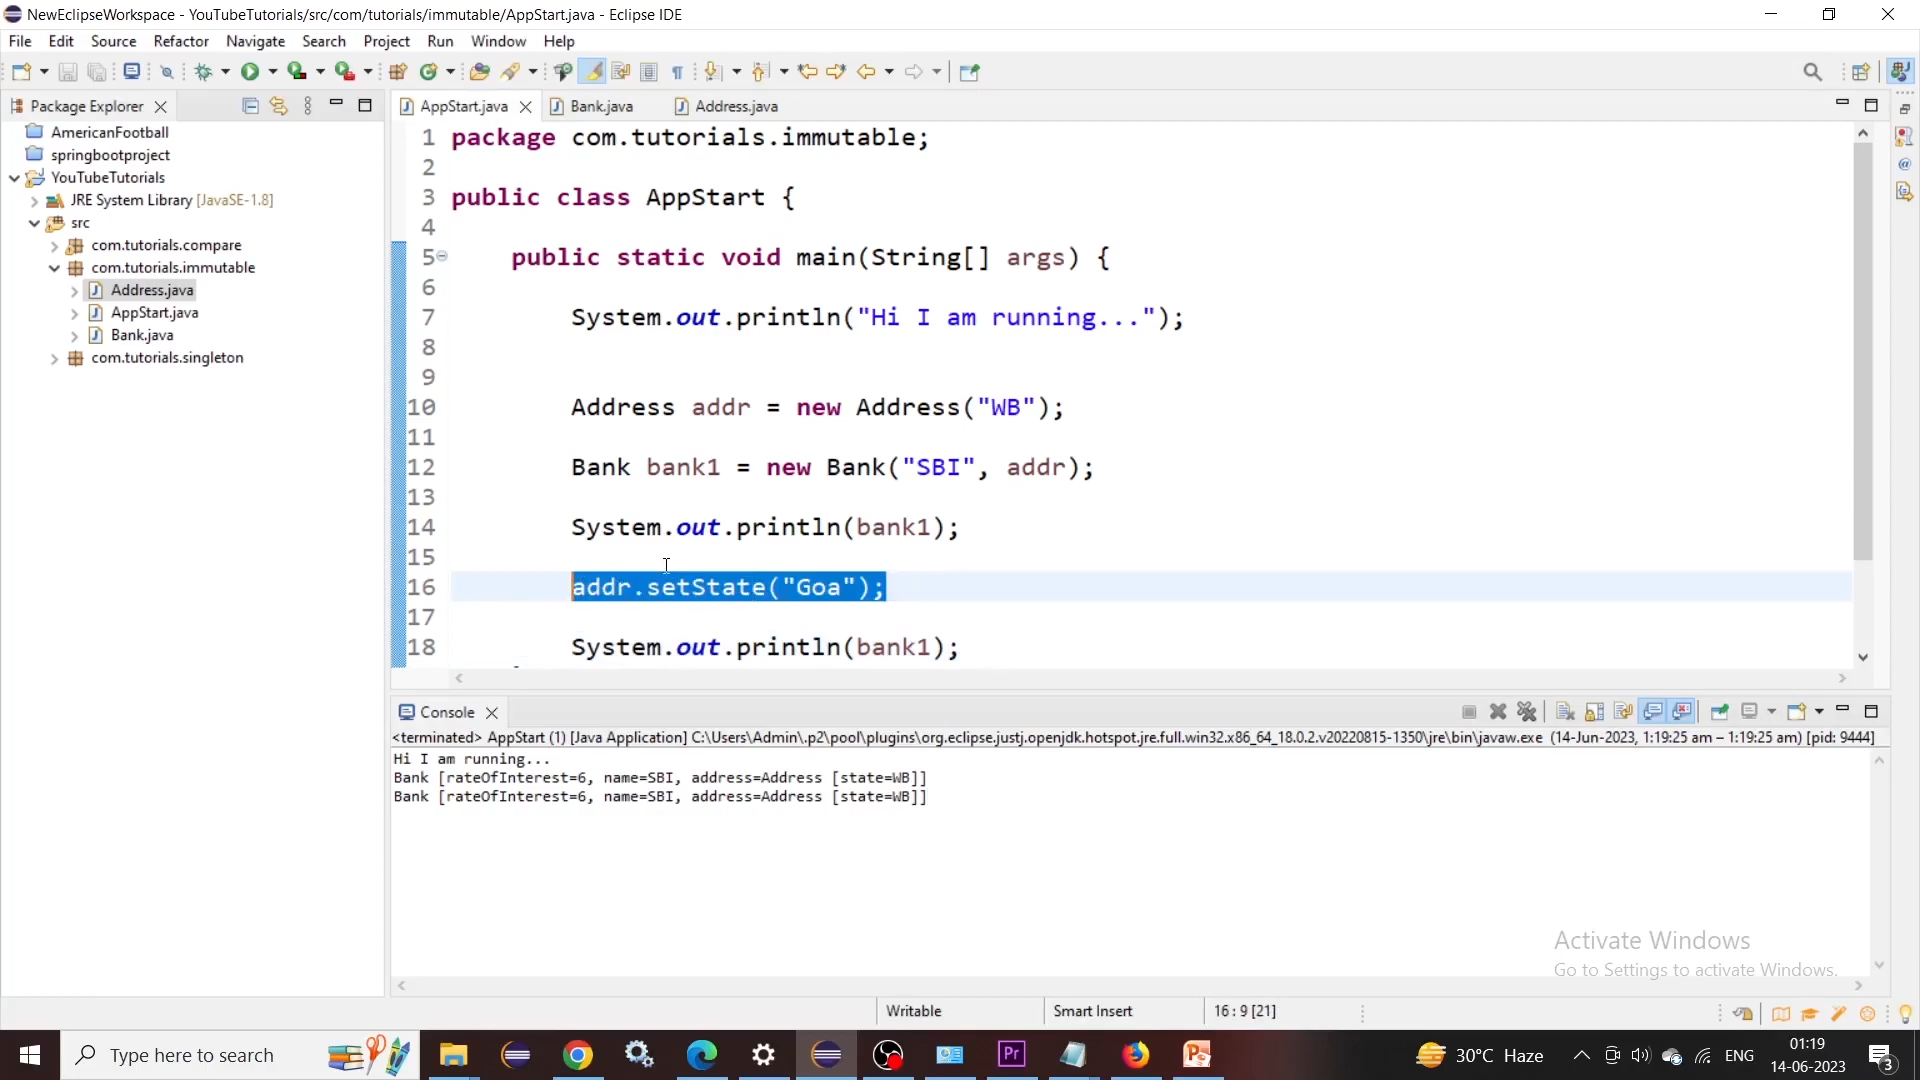 NewEclipseWorkspace - YouTubeTutorials/src/com/tutorials/immutable/AppStart.java - Eclipse IDE
File Edit Source Refactor Navigate Search Project Run Window Help
Package Explorer
AmericanFootball
springbootproject
YouTubeTutorials
JRE System Library [JavaSE-1.8]
src
com.tutorials.compare
com.tutorials.immutable
Address.java
AppStart.java
Bank.java
com.tutorials.singleton
AppStart.java Bank.java Address.java
1 package com.tutorials.immutable;
2
3 public class AppStart {
4
5 public static void main(String[] args) {
6
7 System.out.println("Hi I am running...");
8
9
10 Address addr = new Address("WB");
11
12 Bank bank1 = new Bank("SBI", addr);
13
14 System.out.println(bank1);
15
16 addr.setState("Goa");
17
18 System.out.println(bank1);
Console
<terminated> AppStart (1) [Java Application] C:\Users\Admin\.p2\pool\plugins\org.eclipse.justj.openjdk.hotspot.jre.full.win32.x86_64_18.0.2.v20220815-1350\jre\bin\javaw.exe (14-Jun-2023, 1:19:25 am – 1:19:25 am) [pid: 9444]
Hi I am running...
Bank [rateOfInterest=6, name=SBI, address=Address [state=WB]]
Bank [rateOfInterest=6, name=SBI, address=Address [state=WB]]
Activate Windows
Go to Settings to activate Windows.
Writable Smart Insert 16 : 9 [21]
Type here to search
Pr
30°C Haze
ENG
01:19
14-06-2023
3